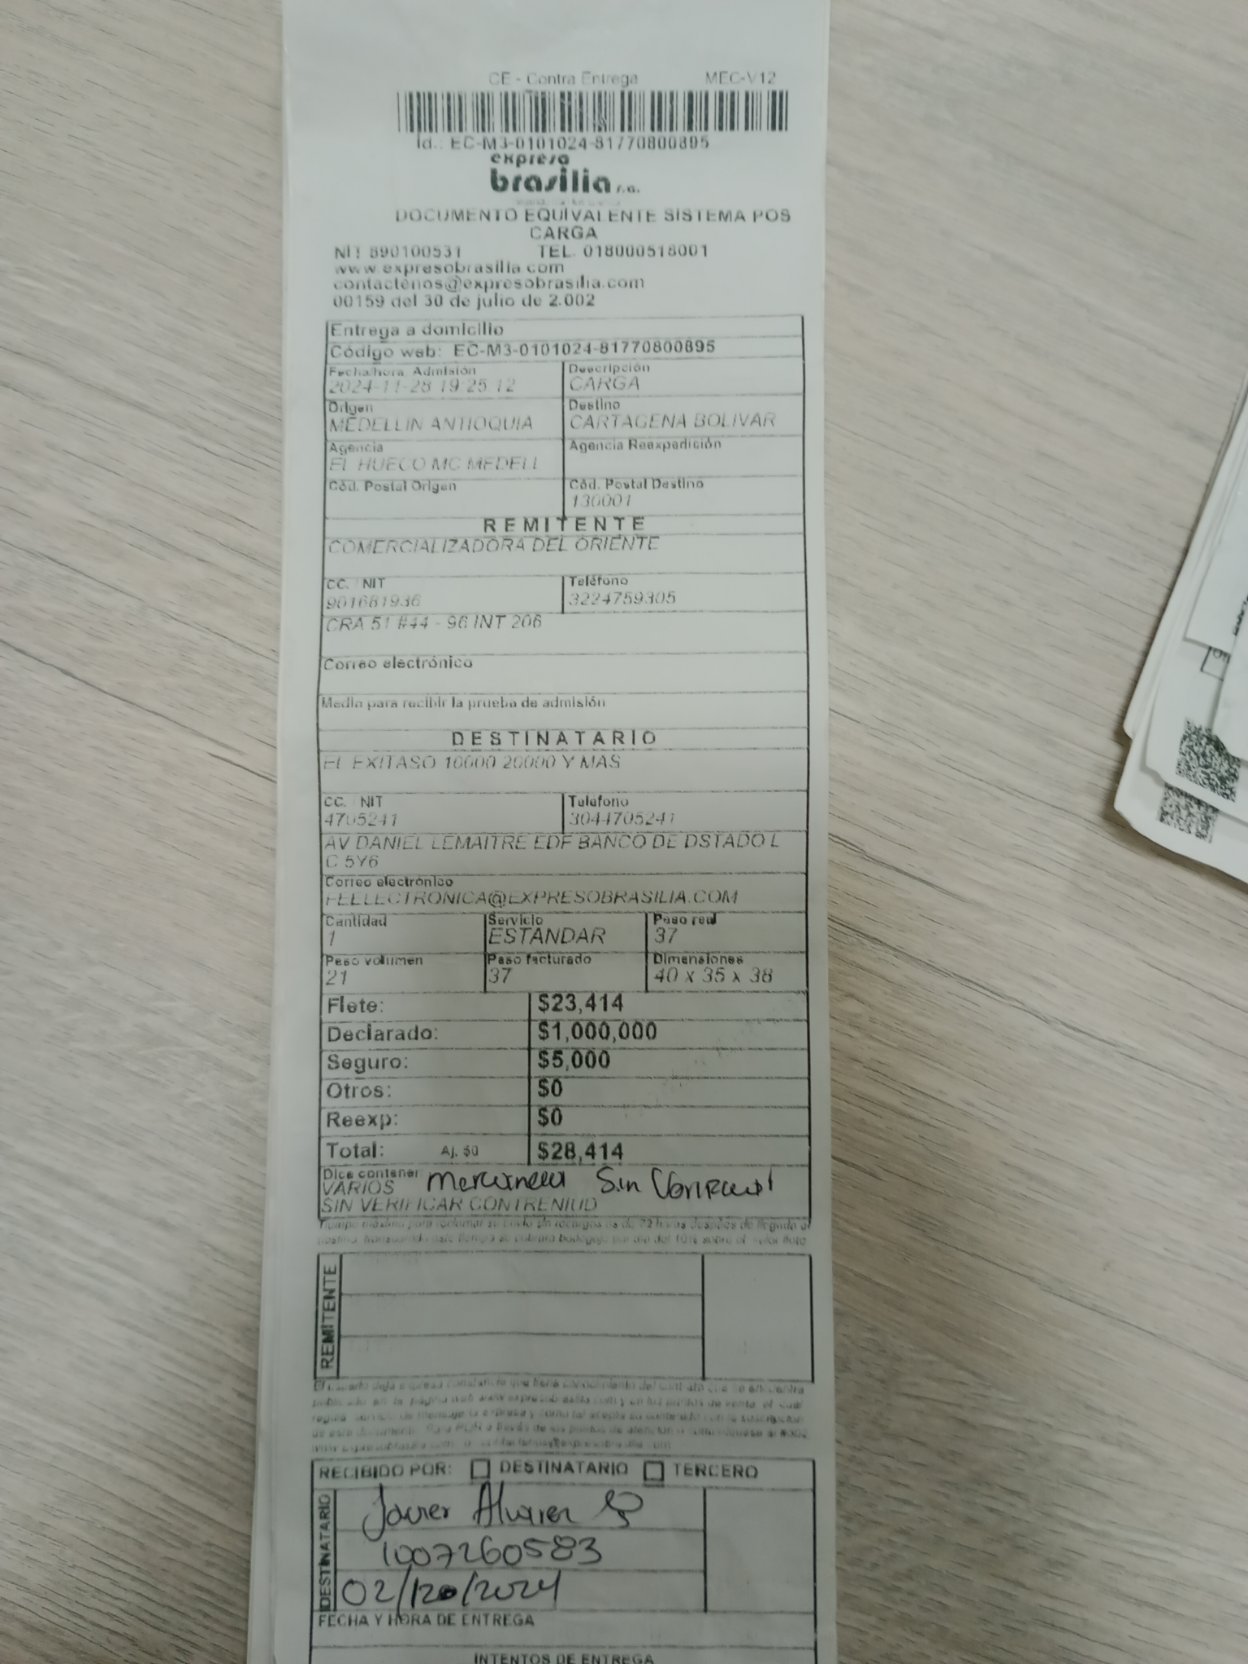 CE - Contra Entrega MEC-V12
Id.: EC-M3-0101024-81770800895
expreso
brasilia s.a.
DOCUMENTO EQUIVALENTE SISTEMA POS
CARGA
NIT 890100531 TEL. 018000518001
www.expresobrasilia.com
contactenos@expresobrasilia.com
00159 del 30 de julio de 2.002
Entrega a domicilio
Código web: EC-M3-0101024-81770800895
Fecha/hora Admisión Descripción
2024-11-28 19:25:12 CARGA
Origen Destino
MEDELLIN ANTIOQUIA CARTAGENA BOLIVAR
Agencia Agencia Reexpedición
EL HUECO MC MEDELL
Cód. Postal Origen Cód. Postal Destino
130001
REMITENTE
COMERCIALIZADORA DEL ORIENTE
CC. NIT Teléfono
901681936 3224759305
CRA 51 #44 - 96 INT 206
Correo electrónico
Medio para recibir la prueba de admisión
DESTINATARIO
EL EXITASO 10000 20000 Y MAS
CC. NIT Telefono
4705241 3044705241
AV DANIEL LEMAITRE EDF BANCO DE DSTADO L
C 5Y6
Correo electrónico
FEELECTRONICA@EXPRESOBRASILIA.COM
Cantidad Servicio Peso real
1 ESTANDAR 37
Peso volumen Peso facturado Dimensiones
21 37 40 x 35 x 38
Flete: $23,414
Declarado: $1,000,000
Seguro: $5,000
Otros: $0
Reexp: $0
Total: Aj. $0 $28,414
Dice contener
VARIOS Sin
SIN VERIFICAR CONTRENIUD
REMITENTE
RECIBIDO POR: DESTINATARIO TERCERO
DESTINATARIO
Javier
1007260583
FECHA Y HORA DE ENTREGA
INTENTOS DE ENTREGA